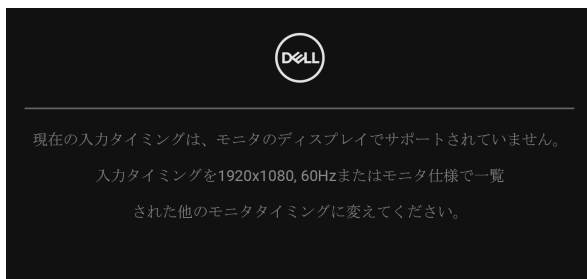 DELL
現在の入力タイミングは、モニタのディスプレイでサポートされていません。
入力タイミングを1920x1080, 60Hzまたはモニタ仕様で一覧
された他のモニタタイミングに変えてください。